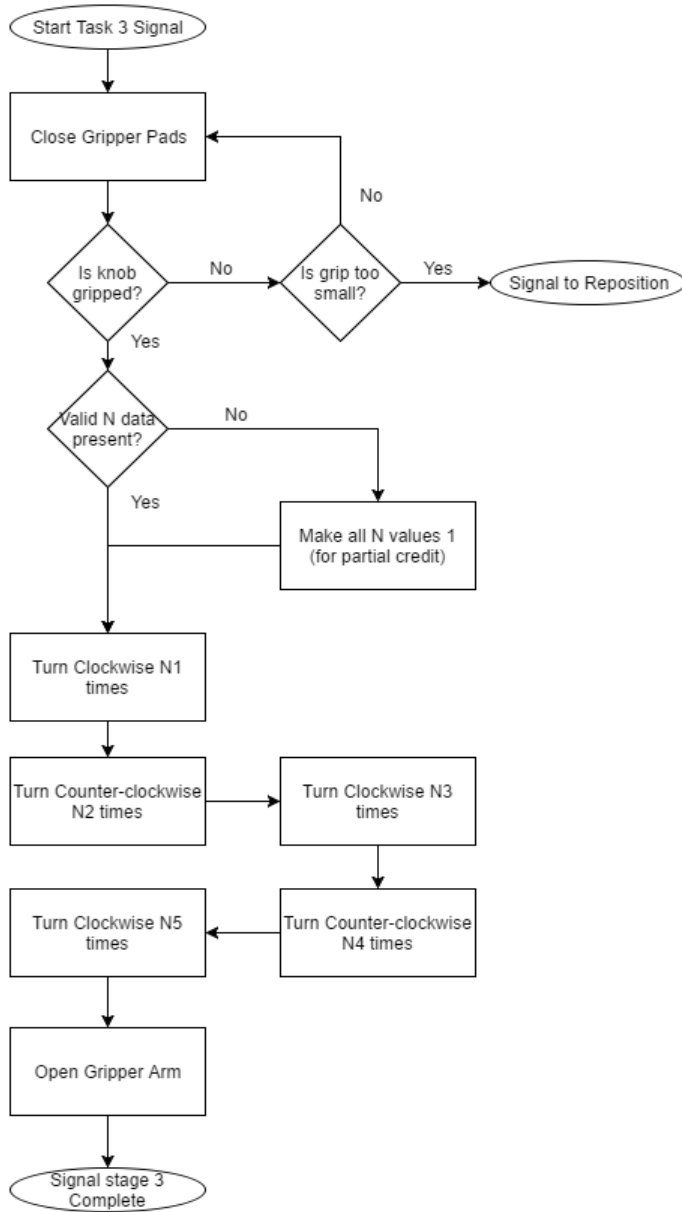 Start Task 3 Signal
Close Gripper Pads
No
Is knob
gripped?
No
Is grip too
small?
Yes
Signal to Reposition
Yes
Valid N data
present?
No
Yes
Make all N values 1
(for partial credit)
Turn Clockwise N1
times
Turn Counter-clockwise
N2 times
Turn Clockwise N3
times
Turn Counter-clockwise
N4 times
Turn Clockwise N5
times
Open Gripper Arm
Signal stage 3
Complete